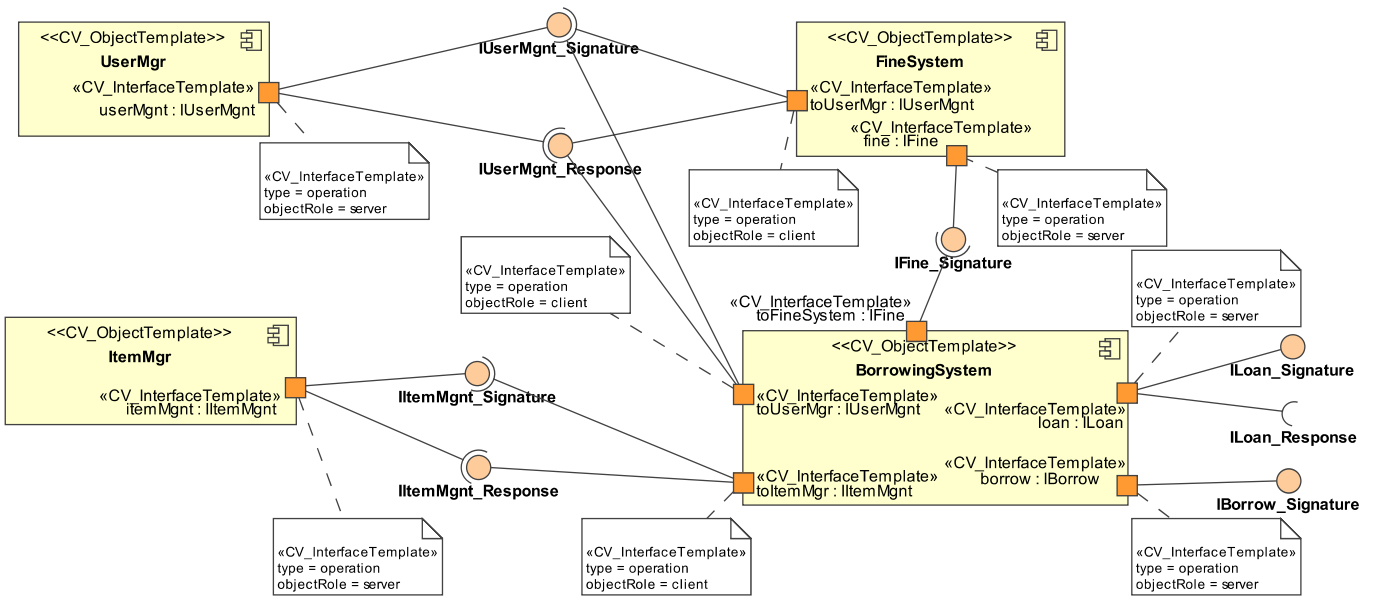 <<CV_ObjectTemplate>>
UserMgr
«CV_InterfaceTemplate»
userMgnt : IUserMgnt
«CV_InterfaceTemplate»
type = operation
objectRole = server
IUserMgnt_Signature
IUserMgnt_Response
<<CV_ObjectTemplate>>
FineSystem
«CV_InterfaceTemplate»
toUserMgr : IUserMgnt
«CV_InterfaceTemplate»
fine : IFine
«CV_InterfaceTemplate»
type = operation
objectRole = client
«CV_InterfaceTemplate»
type = operation
objectRole = server
IFine_Signature
«CV_InterfaceTemplate»
type = operation
objectRole = client
«CV_InterfaceTemplate»
toFineSystem : IFine
«CV_InterfaceTemplate»
type = operation
objectRole = server
<<CV_ObjectTemplate>>
ItemMgr
«CV_InterfaceTemplate»
itemMgnt : IItemMgnt
IItemMgnt_Signature
IItemMgnt_Response
<<CV_ObjectTemplate>>
BorrowingSystem
«CV_InterfaceTemplate»
toUserMgr : IUserMgnt
«CV_InterfaceTemplate»
loan : ILoan
«CV_InterfaceTemplate»
toItemMgr : IItemMgnt
«CV_InterfaceTemplate»
borrow : IBorrow
ILoan_Signature
ILoan_Response
IBorrow_Signature
«CV_InterfaceTemplate»
type = operation
objectRole = server
«CV_InterfaceTemplate»
type = operation
objectRole = client
«CV_InterfaceTemplate»
type = operation
objectRole = server